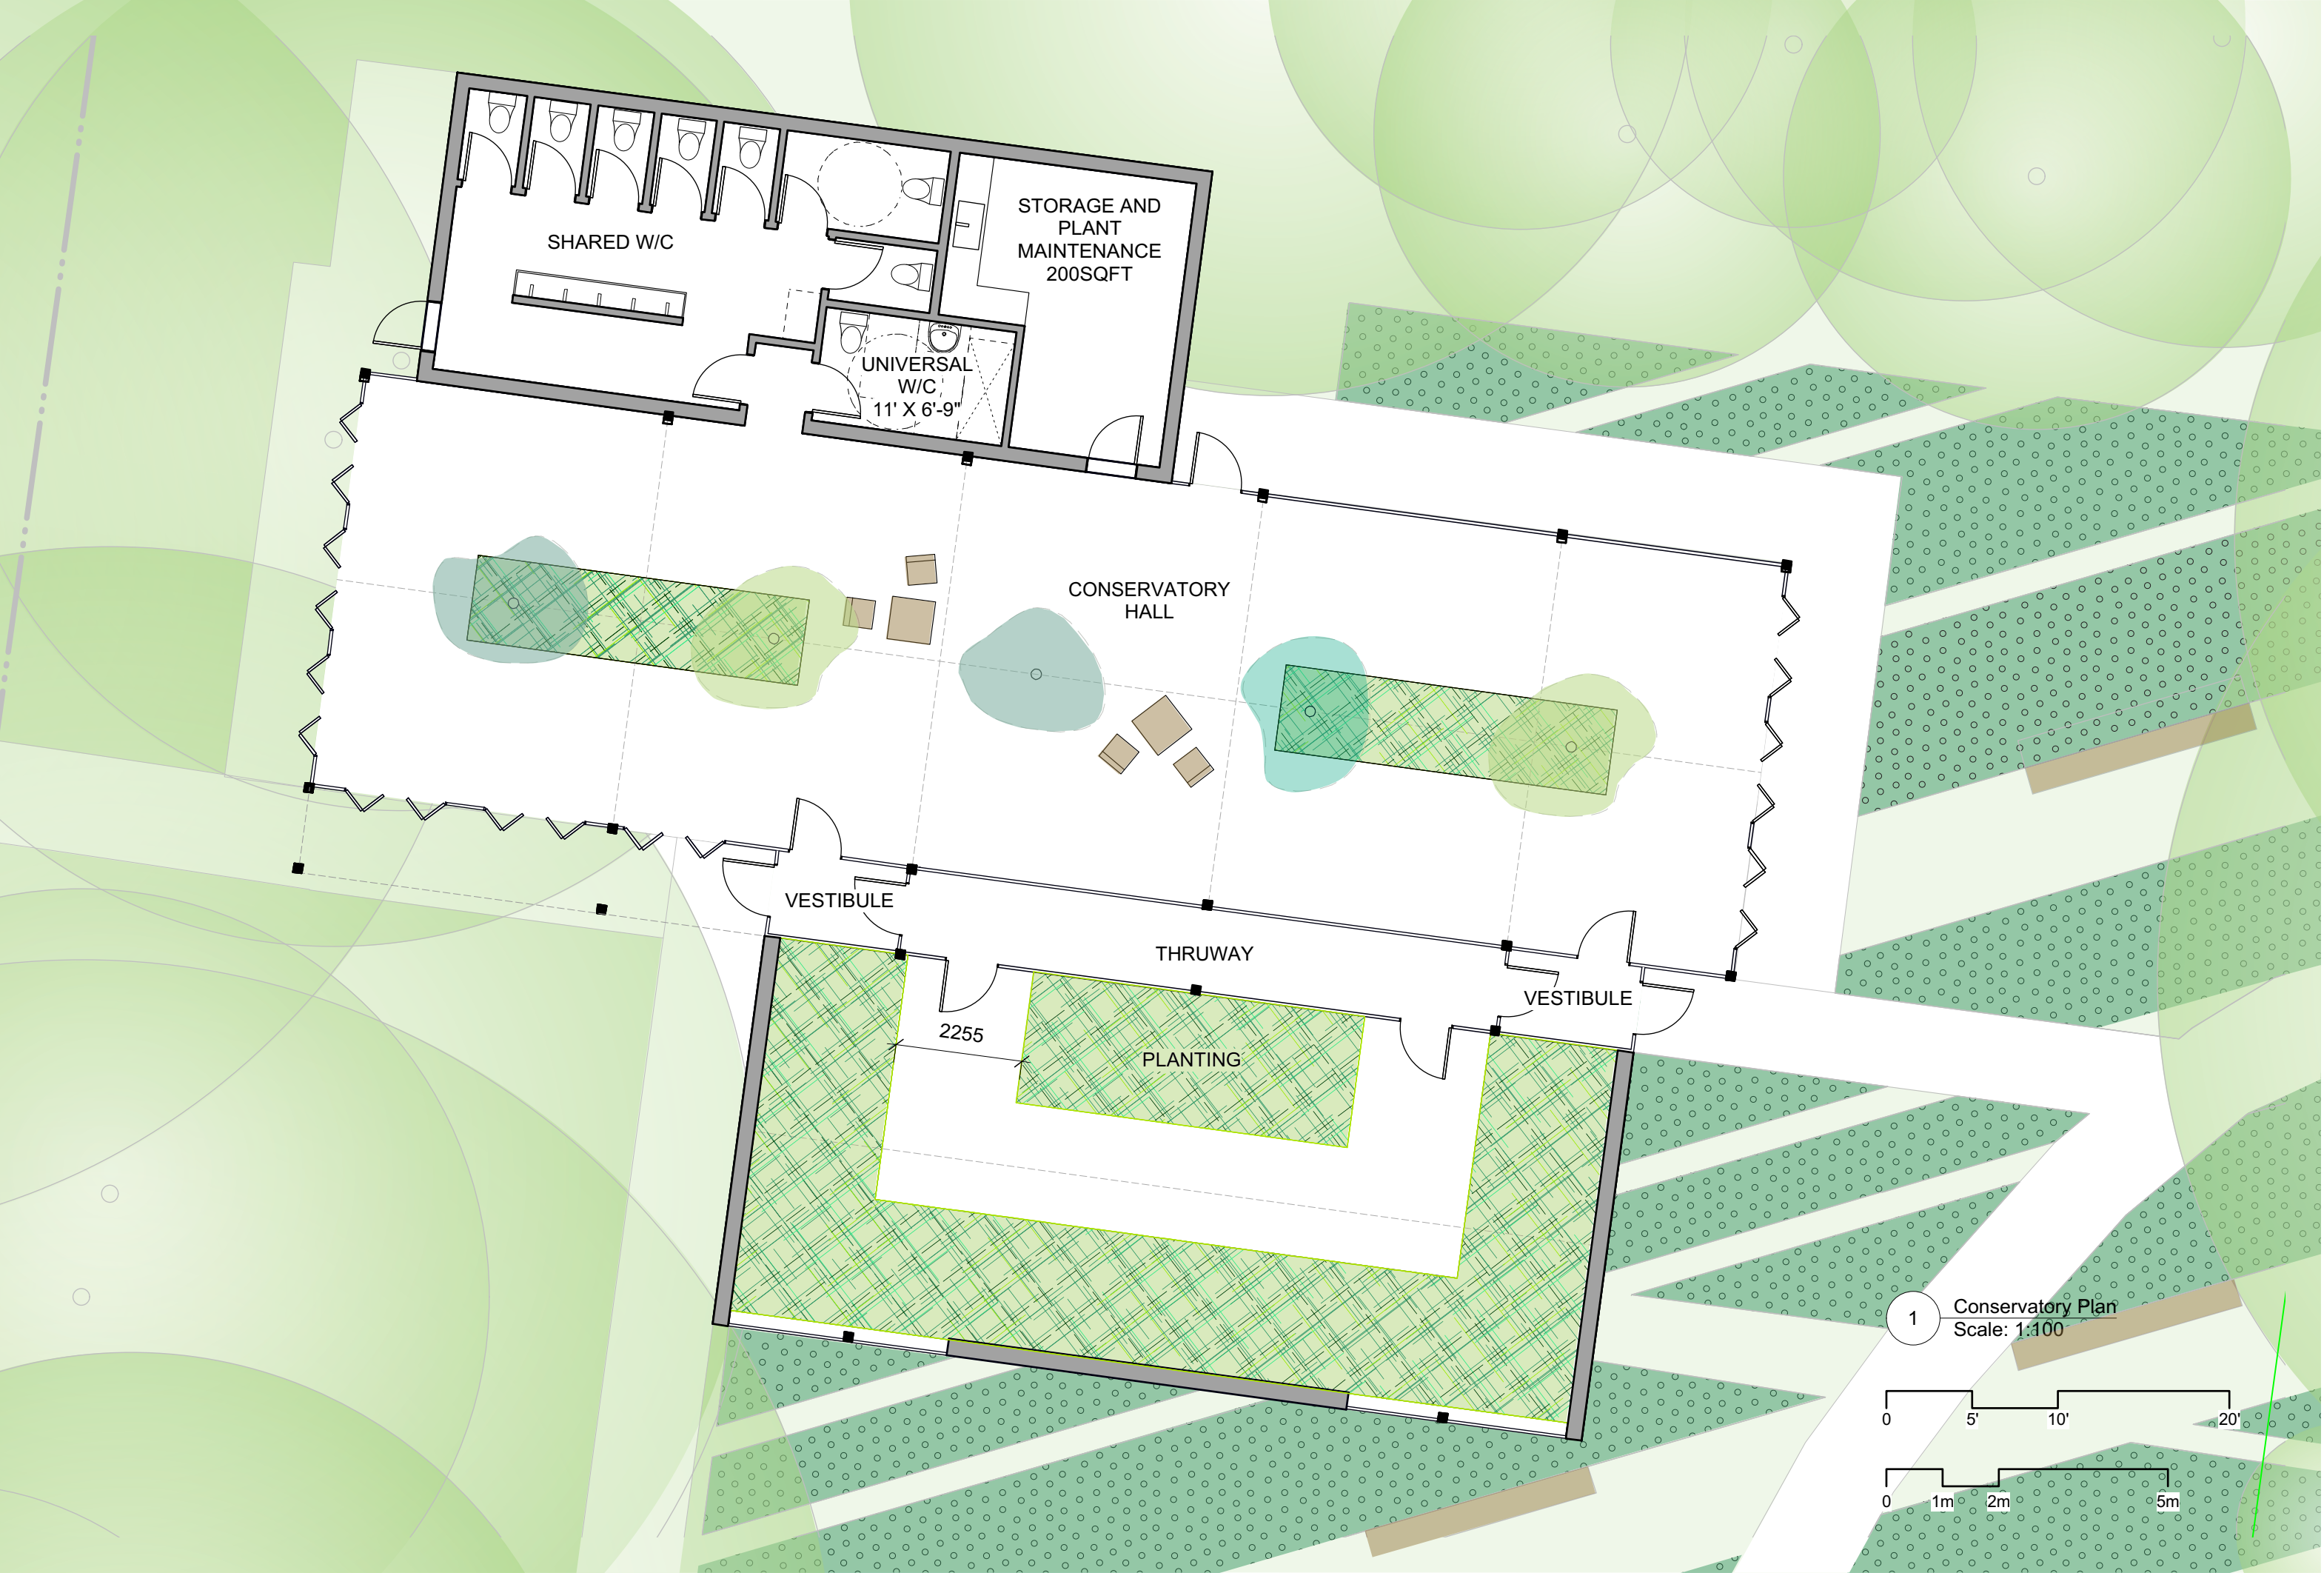 SHARED W/C
STORAGE AND
PLANT
MAINTENANCE
200SQFT
UNIVERSAL
W/C
11' X 6'-9"
CONSERVATORY
HALL
VESTIBULE
THRUWAY
VESTIBULE
2255
PLANTING
1
Conservatory Plan
Scale: 1:100
0 5' 10' 20'
0 1m 2m 5m